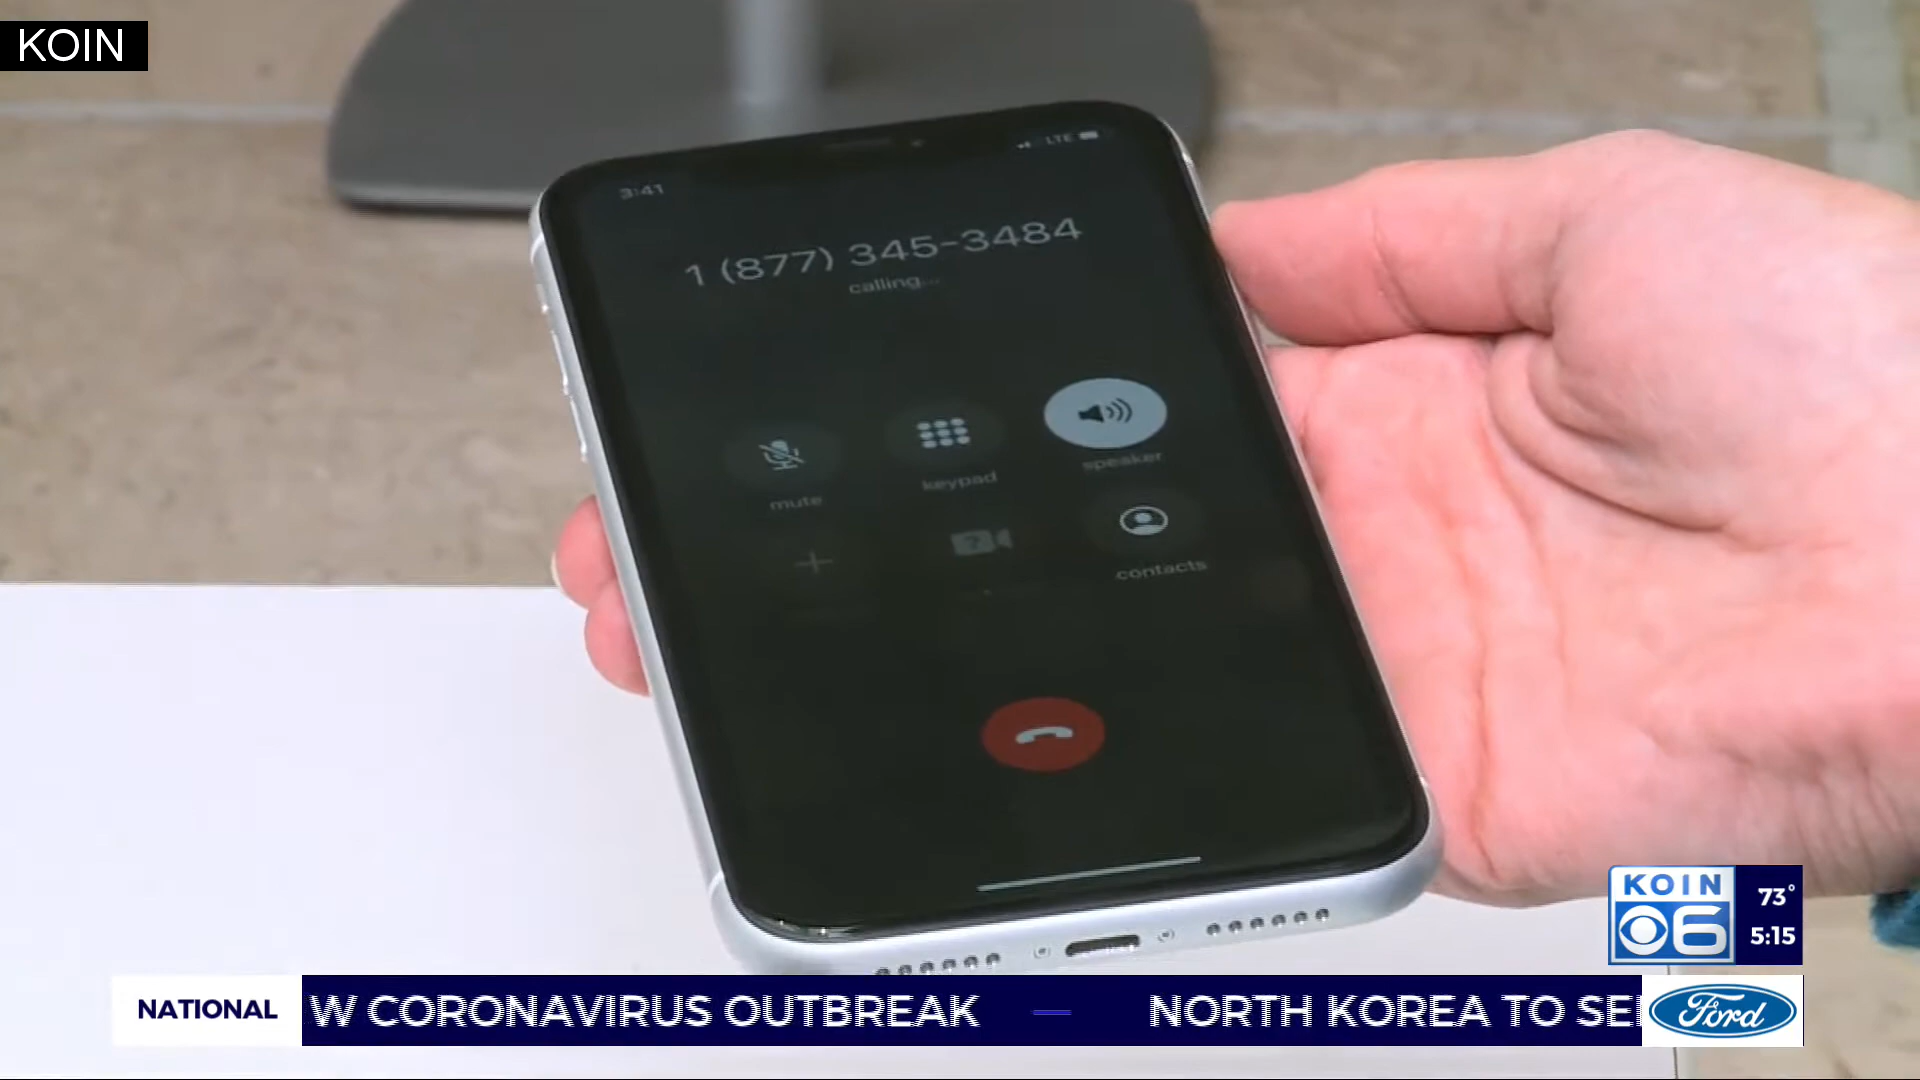 KOIN
3:41
LTE
1 (877) 345-3484
calling...
mute
keypad
speaker
contacts
KOIN
6
73°
5:15
NATIONAL
W CORONAVIRUS OUTBREAK — NORTH KOREA TO SE
Ford